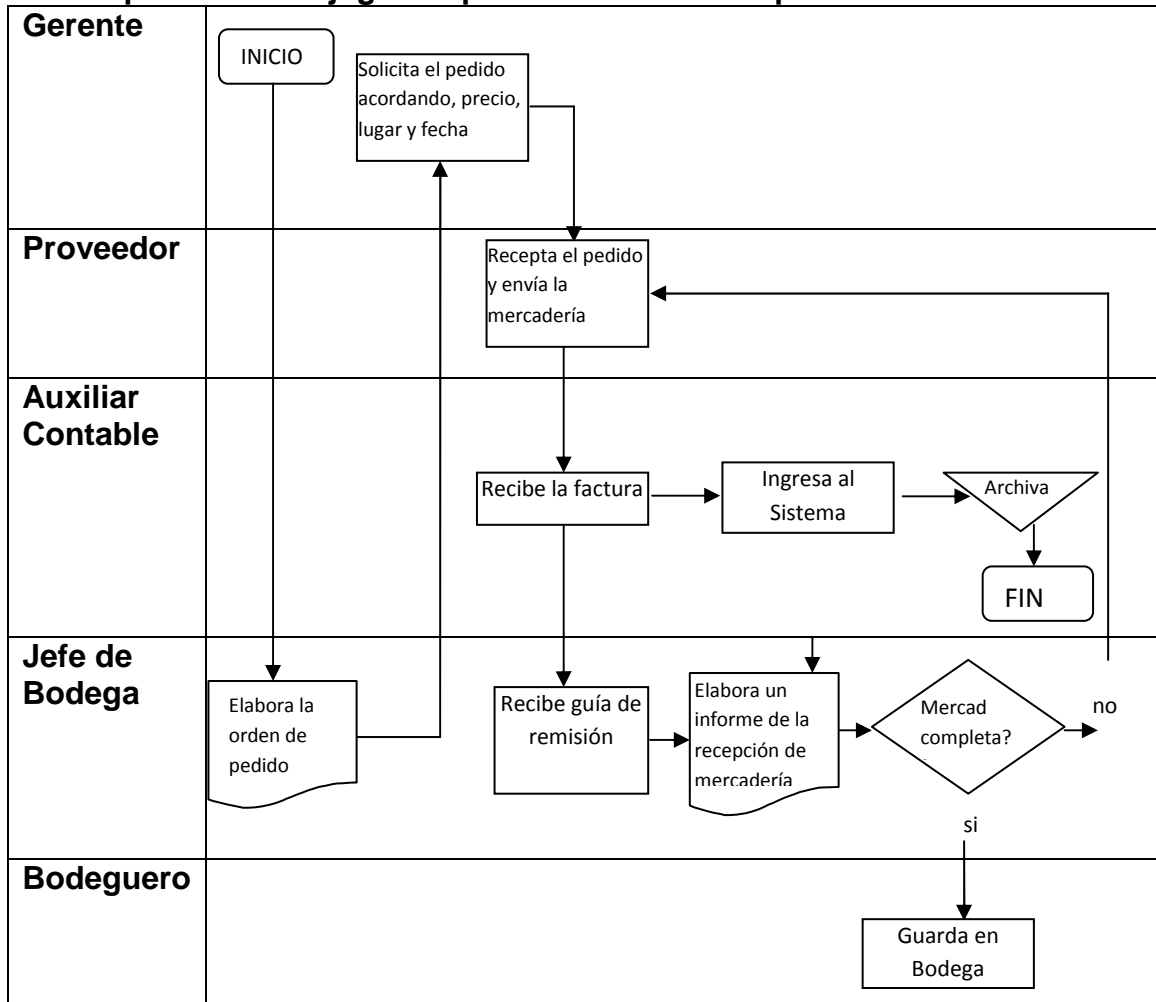 Gerente
INICIO
Solicita el pedido
acordando, precio,
lugar y fecha
Proveedor
Recepta el pedido
y envía la
mercadería
Auxiliar
Contable
Recibe la factura
Ingresa al
Sistema
Archiva
FIN
Jefe de
Bodega
Elabora la
orden de
pedido
Recibe guía de
remisión
Elabora un
informe de la
recepción de
mercadería
Mercad
completa?
no
si
Bodeguero
Guarda en
Bodega